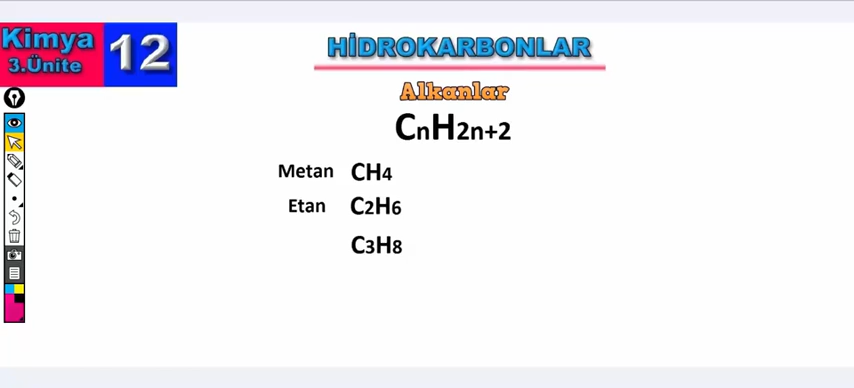 Kimya 12
3.Ünite
HİDROKARBONLAR
Alkanlar
CnH2n+2
Metan CH4
Etan C2H6
C3H8